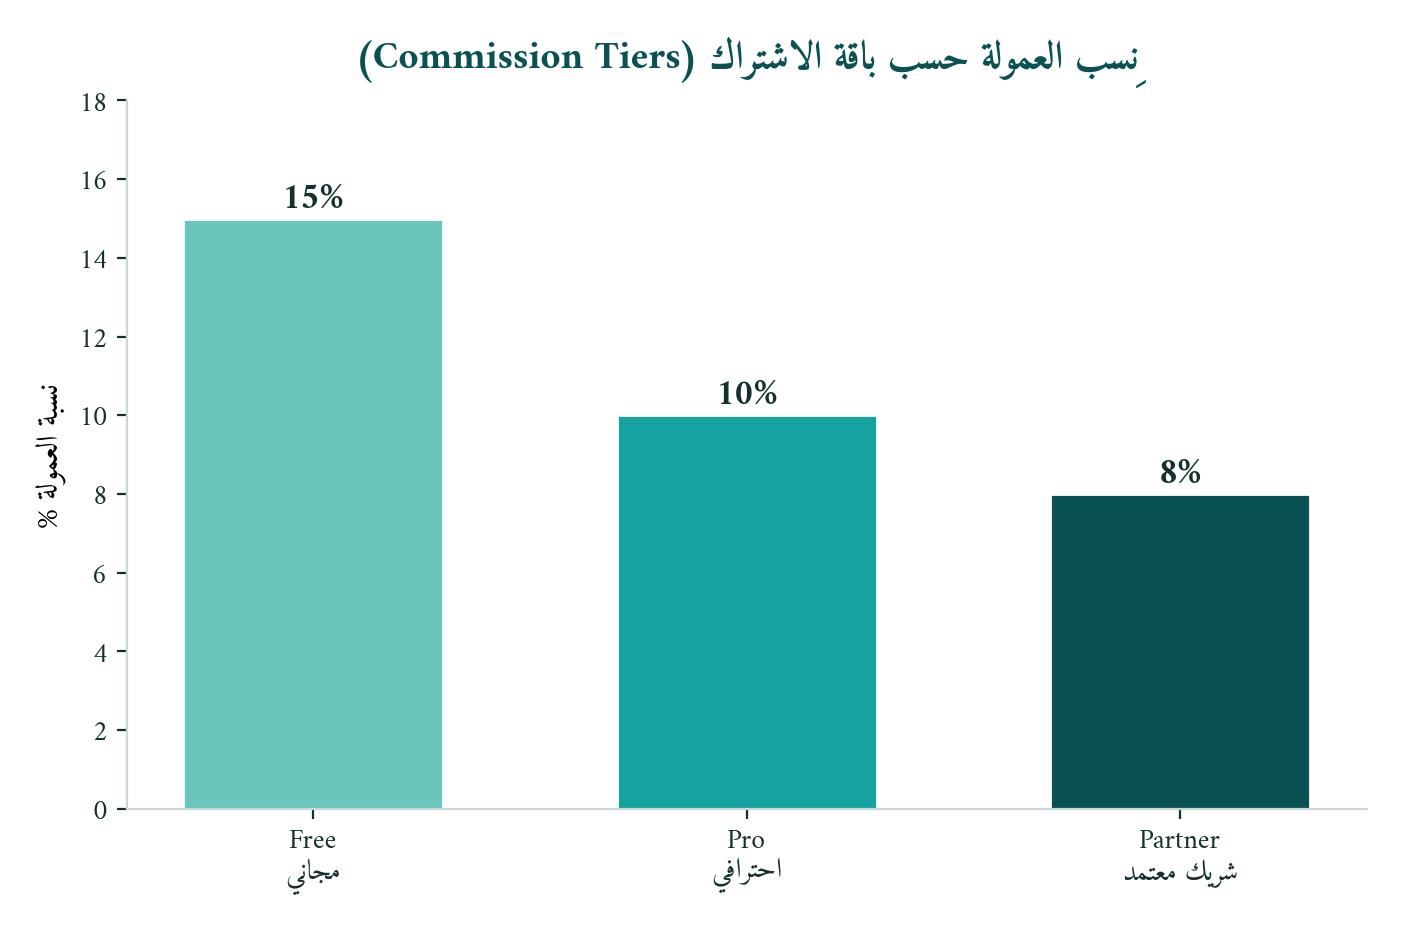 نِسب العمولة حسب باقة الاشتراك (Commission Tiers)
نسبة العمولة %
18
16
14
12
10
8
6
4
2
0
15%
10%
8%
Free
مجاني
Pro
احترافي
Partner
شريك معتمد